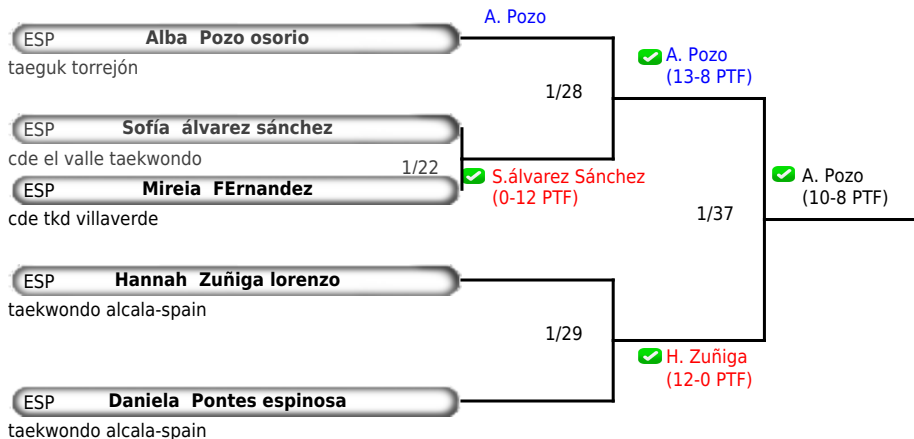 A. Pozo
ESP Alba Pozo osorio
taeguk torrejón
A. Pozo
(13-8 PTF)
1/28
ESP Sofía álvarez sánchez
cde el valle taekwondo
1/22
S.álvarez Sánchez
(0-12 PTF)
ESP Mireia FErnandez
cde tkd villaverde
A. Pozo
(10-8 PTF)
1/37
ESP Hannah Zuñiga lorenzo
taekwondo alcala-spain
1/29
H. Zuñiga
(12-0 PTF)
ESP Daniela Pontes espinosa
taekwondo alcala-spain